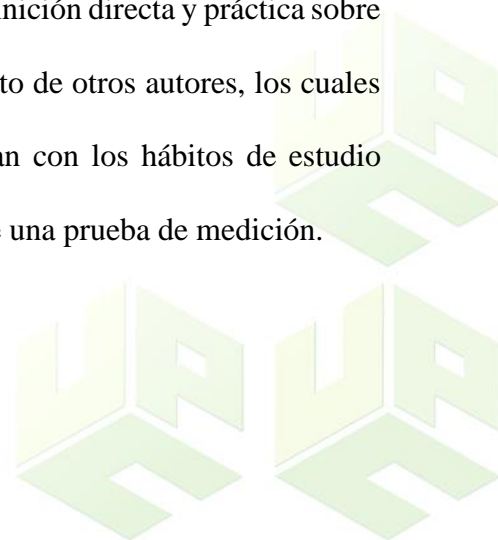 inición directa y práctica sobre
to de otros autores, los cuales
an con los hábitos de estudio
e una prueba de medición.